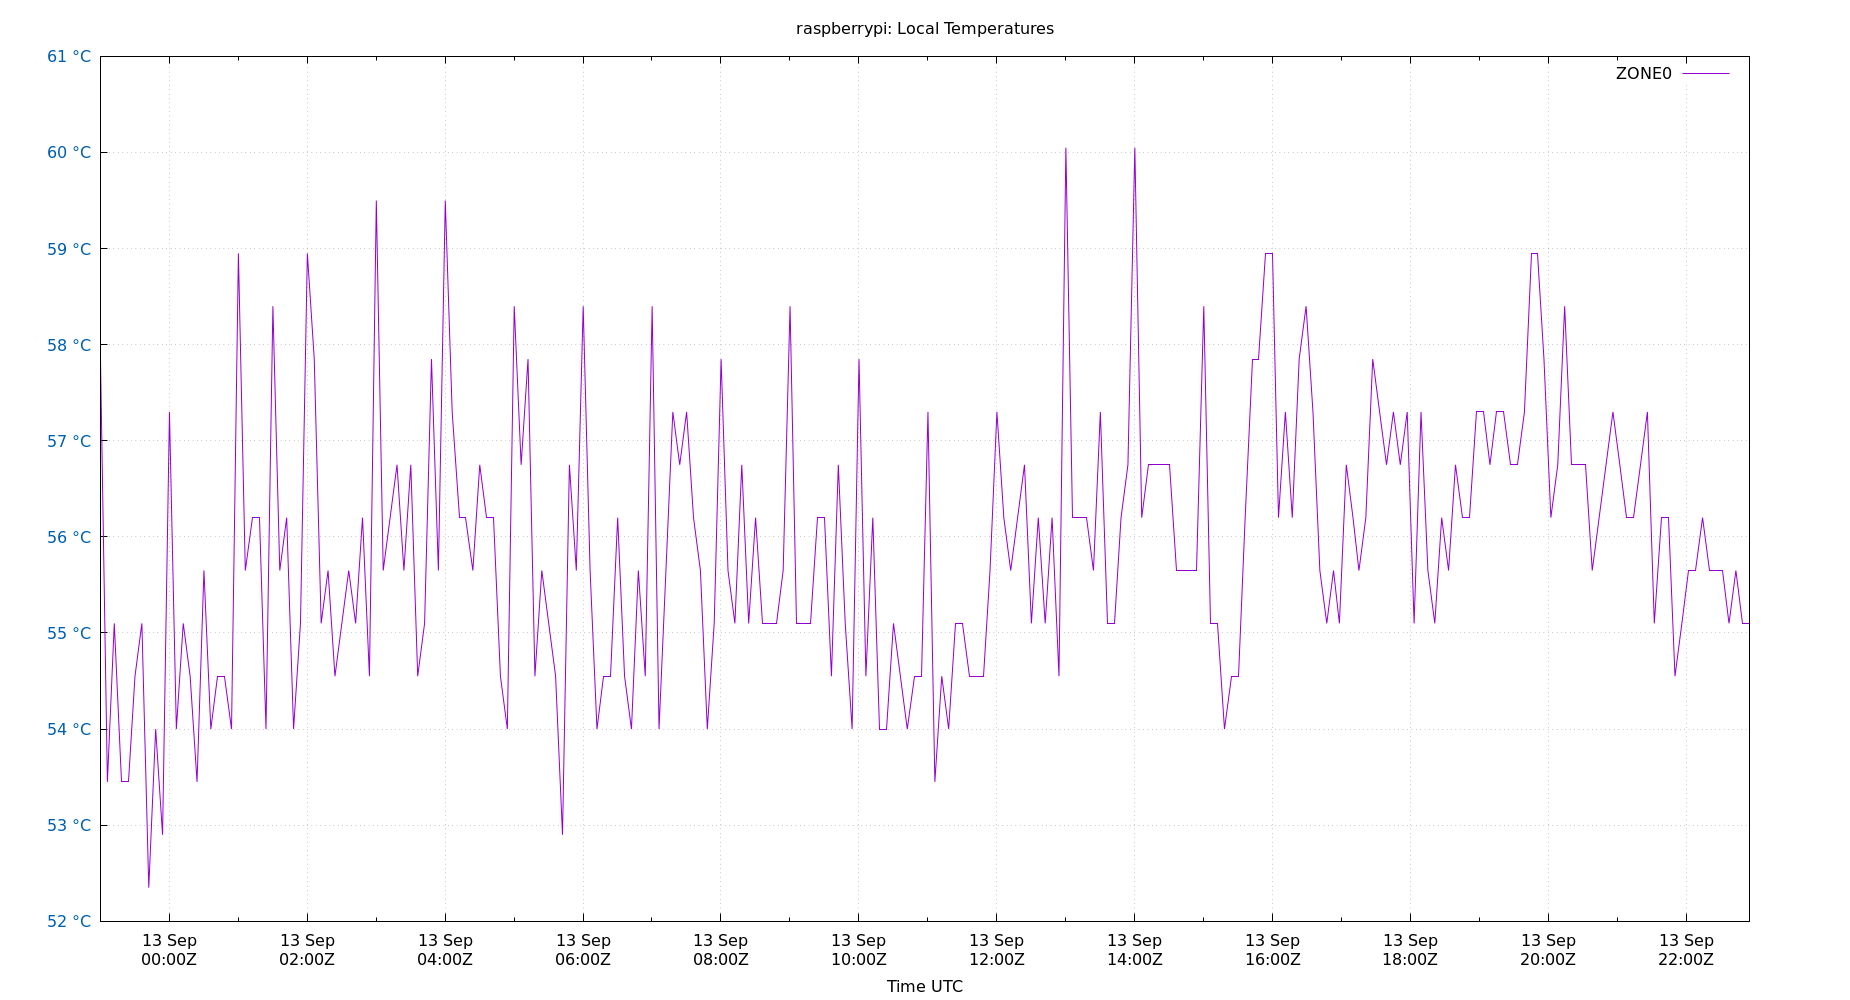 raspberrypi: Local Temperatures
61 °C
ZONE0
60 °C
59 °C
58 °C
57 °C
56 °C
55 °C
54 °C
53 °C
52 °C
13 Sep 13 Sep 13 Sep 13 Sep 13 Sep 13 Sep 13 Sep 13 Sep 13 Sep 13 Sep 13 Sep 13 Sep
00:00Z 02:00Z 04:00Z 06:00Z 08:00Z 10:00Z 12:00Z 14:00Z 16:00Z 18:00Z 20:00Z 22:00Z
Time UTC